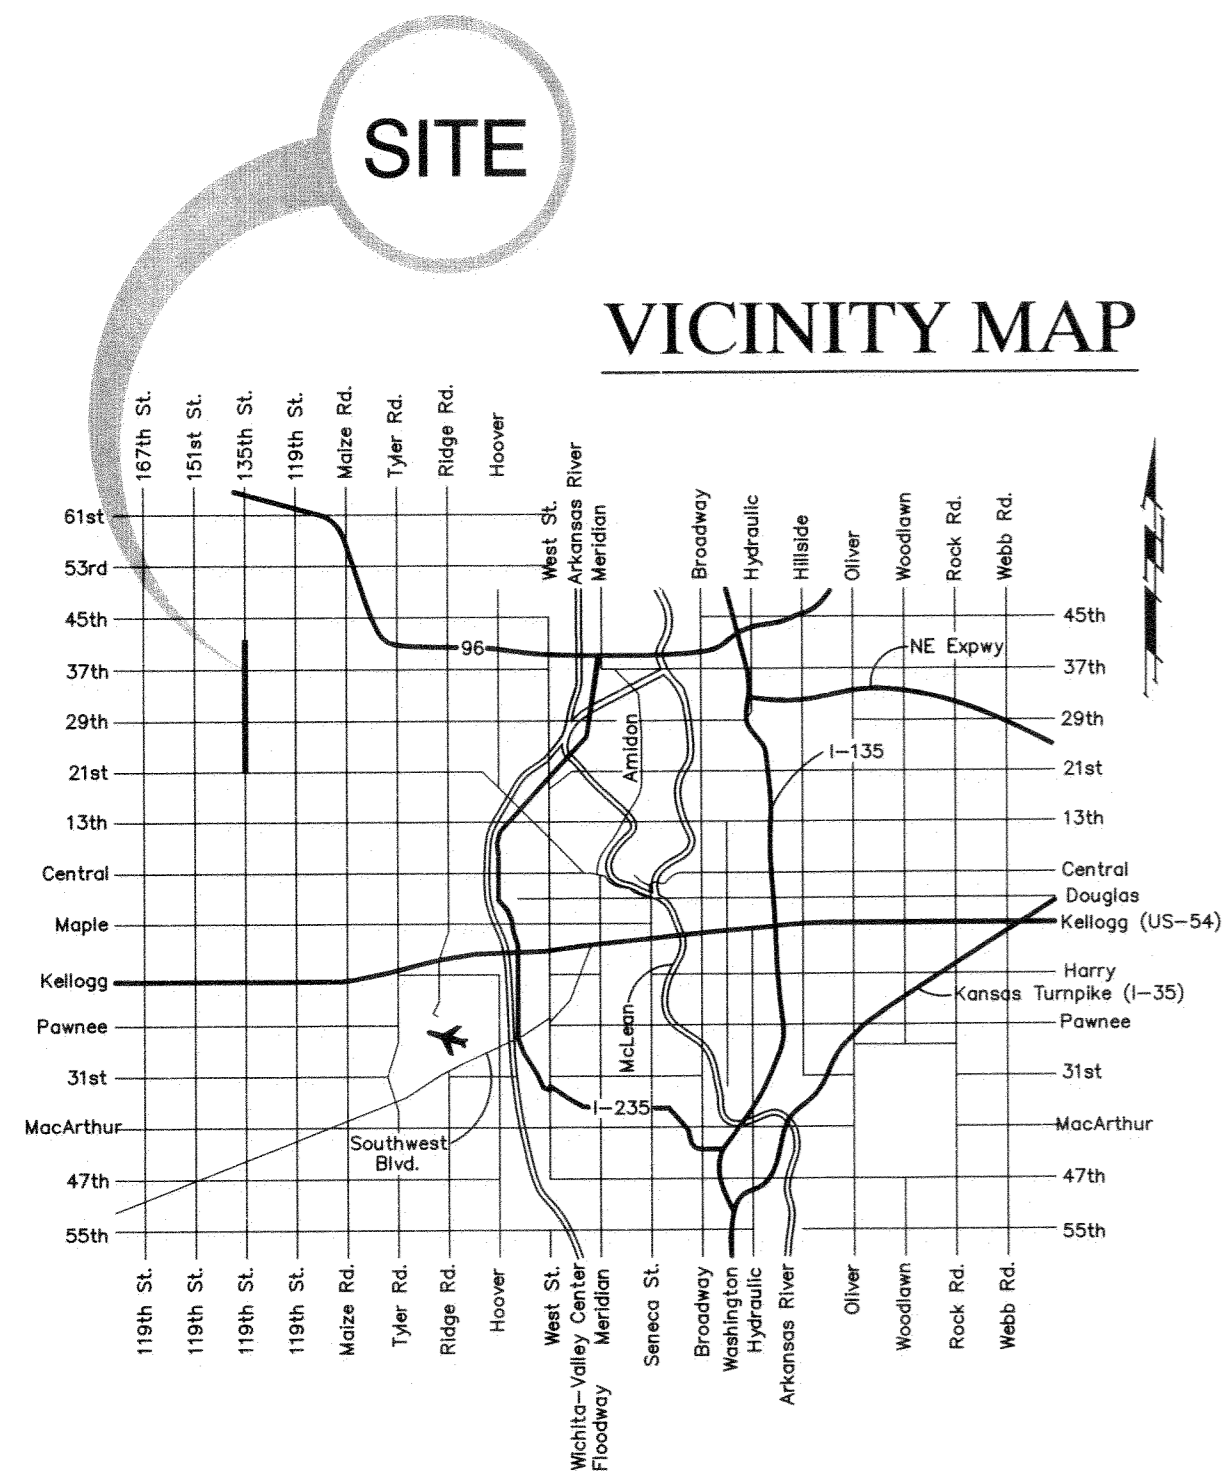 SITE
VICINITY MAP
167th St.
151st St.
135th St.
119th St.
Maize Rd.
Tyler Rd.
Ridge Rd.
Hoover
West St.
Arkansas River
Meridian
Broadway
Hydraulic
Hillside
Oliver
Woodlawn
Rock Rd.
Webb Rd.
61st
53rd
45th
37th
29th
21st
13th
Central
Maple
Kellogg
Pawnee
31st
MacArthur
47th
55th
96
Amidon
NE Expwy
I-135
McLean
I-235
Southwest
Blvd.
45th
37th
29th
21st
13th
Central
Douglas
Kellogg (US-54)
Harry
Kansas Turnpike (I-35)
Pawnee
31st
MacArthur
47th
55th
119th St.
119th St.
119th St.
119th St.
Maize Rd.
Tyler Rd.
Ridge Rd.
Hoover
West St.
Wichita-Valley Center
Floodway
Meridian
Seneca St.
Broadway
Washington
Hydraulic
Arkansas River
Oliver
Woodlawn
Rock Rd.
Webb Rd.